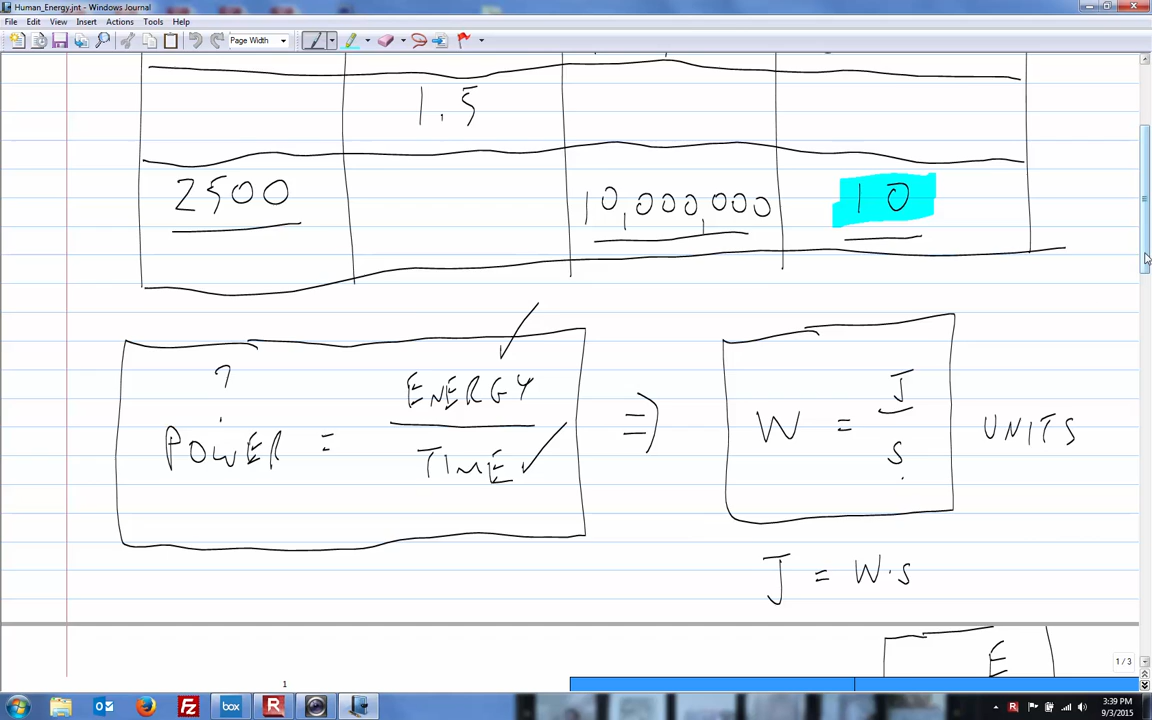 Human_Energy.jnt - Windows Journal
File Edit View Insert Actions Tools Help
Page Width
1.5
2500 10,000,000 10
?
POWER = ENERGY
TIME
⇒ W = J
S
UNITS
J = W·S
E
1 / 3
1
box
3:39 PM
9/3/2015